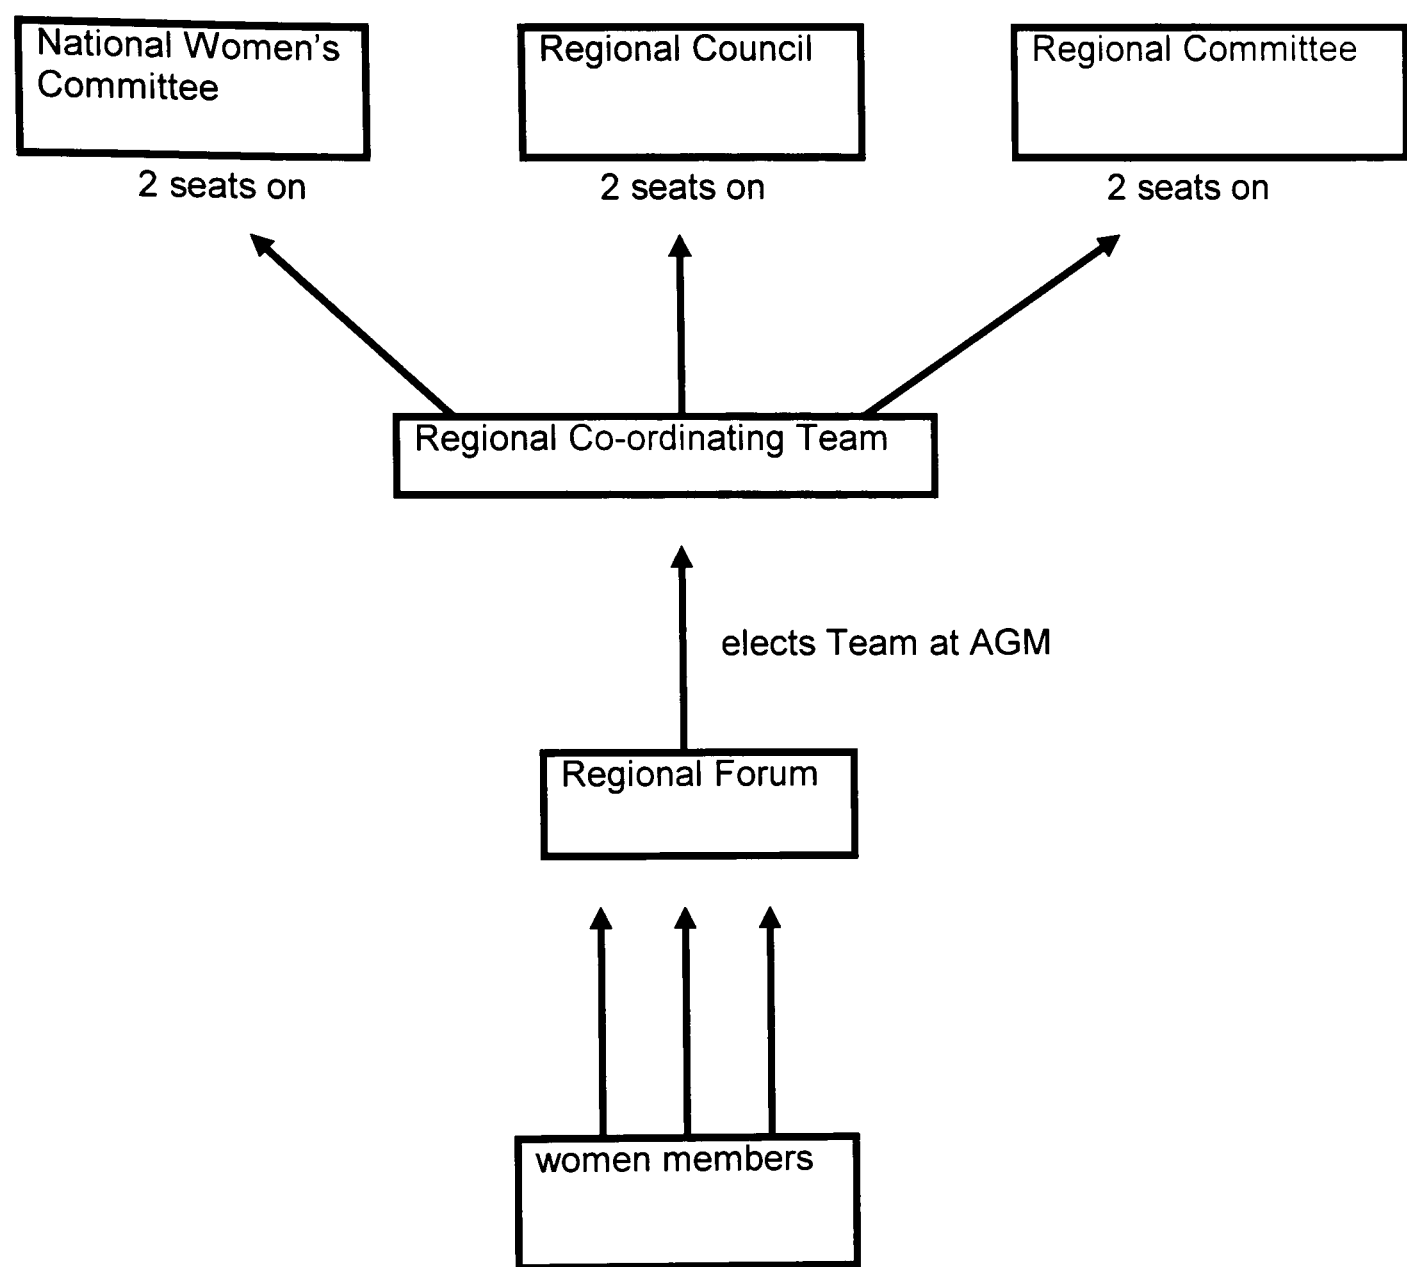 National Women's
Committee
Regional Council
Regional Committee
2 seats on
2 seats on
2 seats on
Regional Co-ordinating Team
elects Team at AGM
Regional Forum
women members